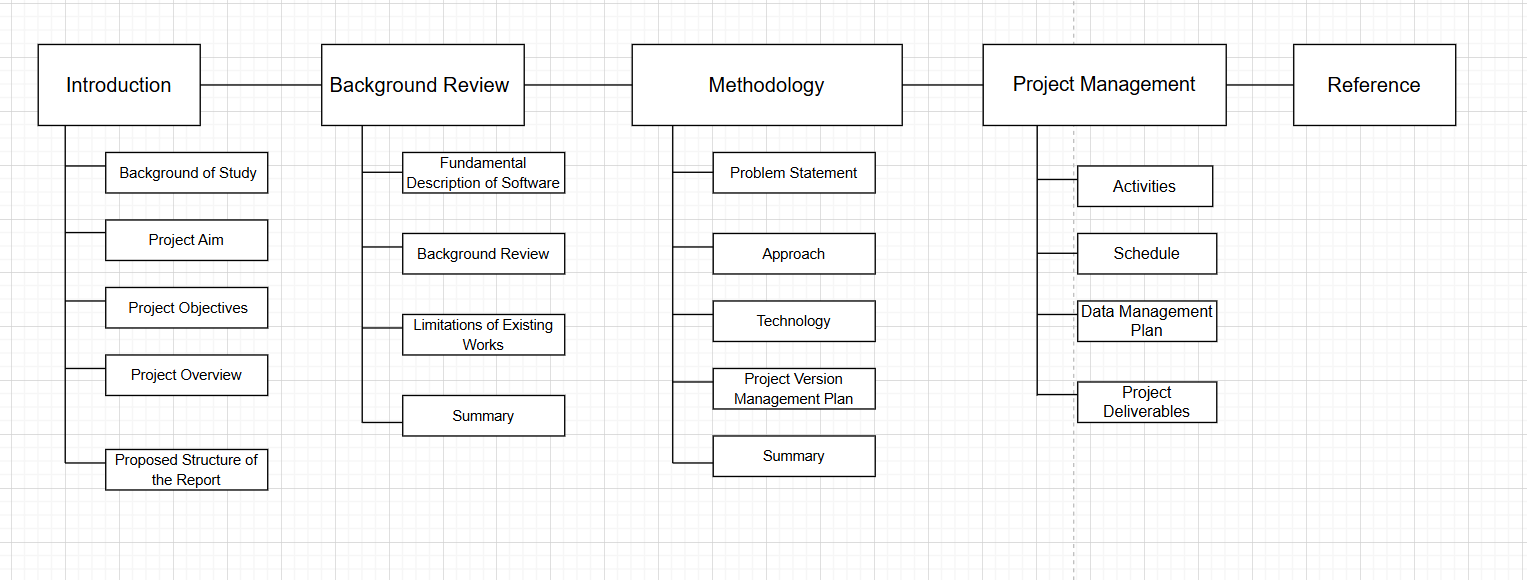 Introduction
Background Review
Methodology
Project Management
Reference
Background of Study
Project Aim
Project Objectives
Project Overview
Proposed Structure of
the Report
Fundamental
Description of Software
Background Review
Limitations of Existing
Works
Summary
Problem Statement
Approach
Technology
Project Version
Management Plan
Summary
Activities
Schedule
Data Management
Plan
Project
Deliverables